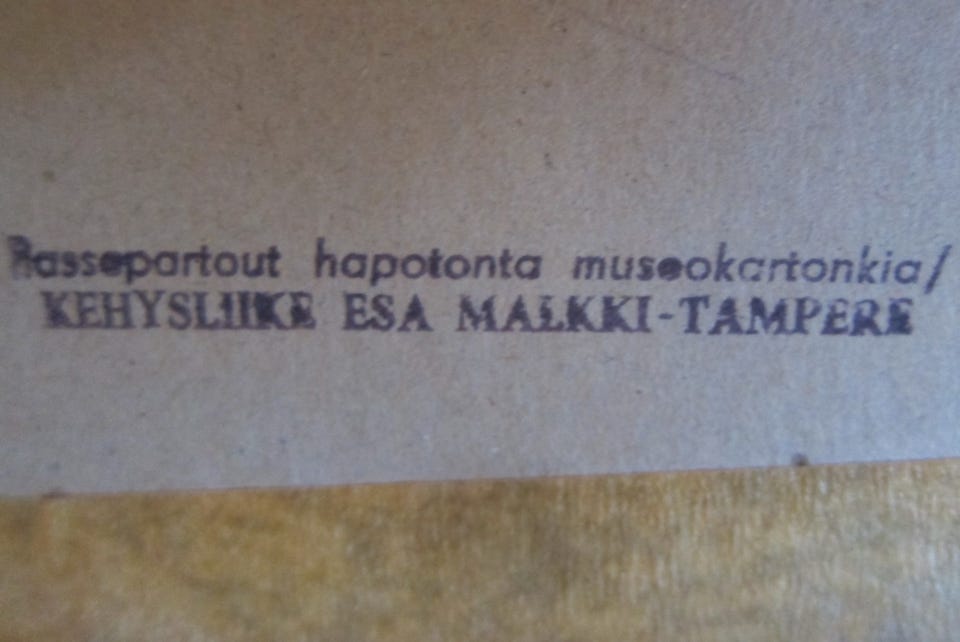 Passepartout hapotonta museokartonkia/
KEHYSLIIKE ESA MALKKI-TAMPERE